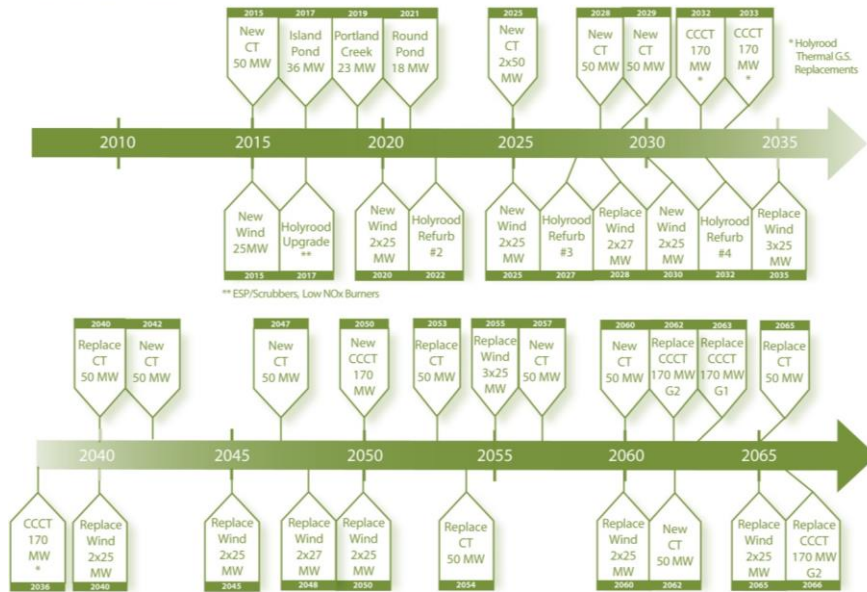 2015
New
CT
50 MW
2017
Island
Pond
36 MW
2019
Portland
Creek
23 MW
2021
Round
Pond
18 MW
2025
New
CT
2x50
MW
2028
New
CT
50 MW
2029
New
CT
50 MW
2032
CCCT
170
MW
*
2033
CCCT
170
MW
*
* Holyrood
Thermal G.S.
Replacements
2010
2015
2020
2025
2030
2035
New
Wind
25MW
2015
Holyrood
Upgrade
**
2017
New
Wind
2x25
MW
2020
Holyrood
Refurb
#2
2022
New
Wind
2x25
MW
2025
Holyrood
Refurb
#3
2027
Replace
Wind
2x27
MW
2028
New
Wind
2x25
MW
2030
Holyrood
Refurb
#4
2032
Replace
Wind
3x25
MW
2035
** ESP/Scrubbers, Low NOx Burners
2040
Replace
CT
50 MW
2042
New
CT
50 MW
2047
New
CT
50 MW
2050
New
CCCT
170
MW
2053
Replace
CT
50 MW
2055
Replace
Wind
3x25
MW
2057
New
CT
50 MW
2060
New
CT
50 MW
2062
Replace
CCCT
170 MW
G2
2063
Replace
CCCT
170 MW
G1
2065
Replace
CT
50 MW
2040
2045
2050
2055
2060
2065
CCCT
170
MW
*
2036
Replace
Wind
2x25
MW
2040
Replace
Wind
2x25
MW
2045
Replace
Wind
2x27
MW
2048
Replace
Wind
2x25
MW
2050
Replace
CT
50 MW
2054
Replace
Wind
2x25
MW
2060
New
CT
50 MW
2062
Replace
Wind
2x25
MW
2065
Replace
CCCT
170 MW
G2
2066